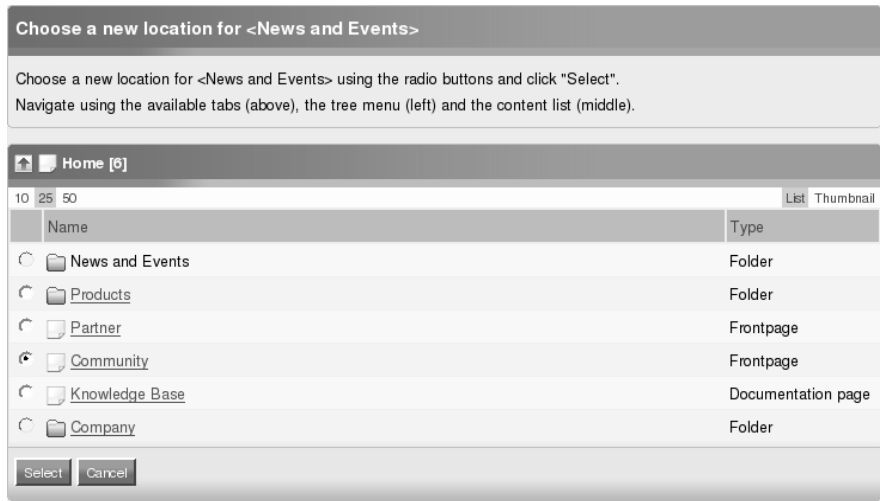 Choose a new location for <News and Events>
Choose a new location for <News and Events> using the radio buttons and click "Select".
Navigate using the available tabs (above), the tree menu (left) and the content list (middle).
Home [6]
10 25 50 List Thumbnail
Name Type
News and Events Folder
Products Folder
Partner Frontpage
Community Frontpage
Knowledge Base Documentation page
Company Folder
Select Cancel